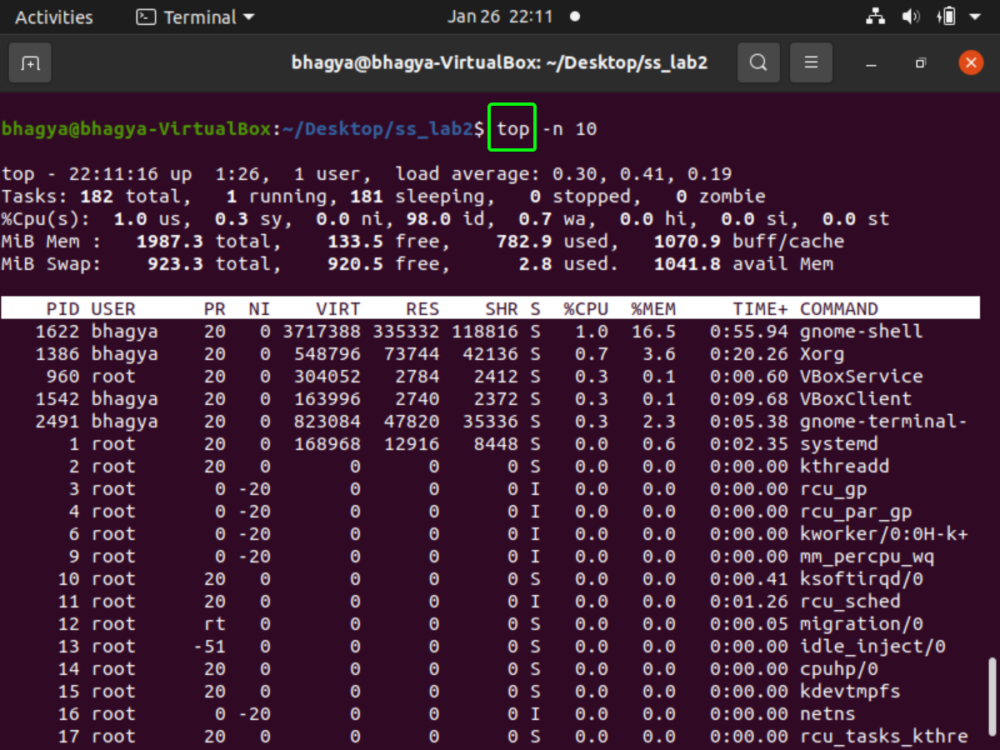 Activities Terminal Jan 26 22:11
bhagya@bhagya-VirtualBox: ~/Desktop/ss_lab2
bhagya@bhagya-VirtualBox:~/Desktop/ss_lab2$ top -n 10
top - 22:11:16 up  1:26,  1 user,  load average: 0.30, 0.41, 0.19
Tasks: 182 total,   1 running, 181 sleeping,   0 stopped,   0 zombie
%Cpu(s):  1.0 us,  0.3 sy,  0.0 ni, 98.0 id,  0.7 wa,  0.0 hi,  0.0 si,  0.0 st
MiB Mem :   1987.3 total,    133.5 free,    782.9 used,   1070.9 buff/cache
MiB Swap:    923.3 total,    920.5 free,      2.8 used.   1041.8 avail Mem
PID USER PR NI VIRT RES SHR S %CPU %MEM TIME+ COMMAND
1622 bhagya 20 0 3717388 335332 118816 S 1.0 16.5 0:55.94 gnome-shell
1386 bhagya 20 0 548796 73744 42136 S 0.7 3.6 0:20.26 Xorg
960 root 20 0 304052 2784 2412 S 0.3 0.1 0:00.60 VBoxService
1542 bhagya 20 0 163996 2740 2372 S 0.3 0.1 0:09.68 VBoxClient
2491 bhagya 20 0 823084 47820 35336 S 0.3 2.3 0:05.38 gnome-terminal-
1 root 20 0 168968 12916 8448 S 0.0 0.6 0:02.35 systemd
2 root 20 0 0 0 0 S 0.0 0.0 0:00.00 kthreadd
3 root 0 -20 0 0 0 I 0.0 0.0 0:00.00 rcu_gp
4 root 0 -20 0 0 0 I 0.0 0.0 0:00.00 rcu_par_gp
6 root 0 -20 0 0 0 I 0.0 0.0 0:00.00 kworker/0:0H-k+
9 root 0 -20 0 0 0 I 0.0 0.0 0:00.00 mm_percpu_wq
10 root 20 0 0 0 0 S 0.0 0.0 0:00.41 ksoftirqd/0
11 root 20 0 0 0 0 I 0.0 0.0 0:01.26 rcu_sched
12 root rt 0 0 0 0 S 0.0 0.0 0:00.05 migration/0
13 root -51 0 0 0 0 S 0.0 0.0 0:00.00 idle_inject/0
14 root 20 0 0 0 0 S 0.0 0.0 0:00.00 cpuhp/0
15 root 20 0 0 0 0 S 0.0 0.0 0:00.00 kdevtmpfs
16 root 0 -20 0 0 0 I 0.0 0.0 0:00.00 netns
17 root 20 0 0 0 0 S 0.0 0.0 0:00.00 rcu_tasks_kthre